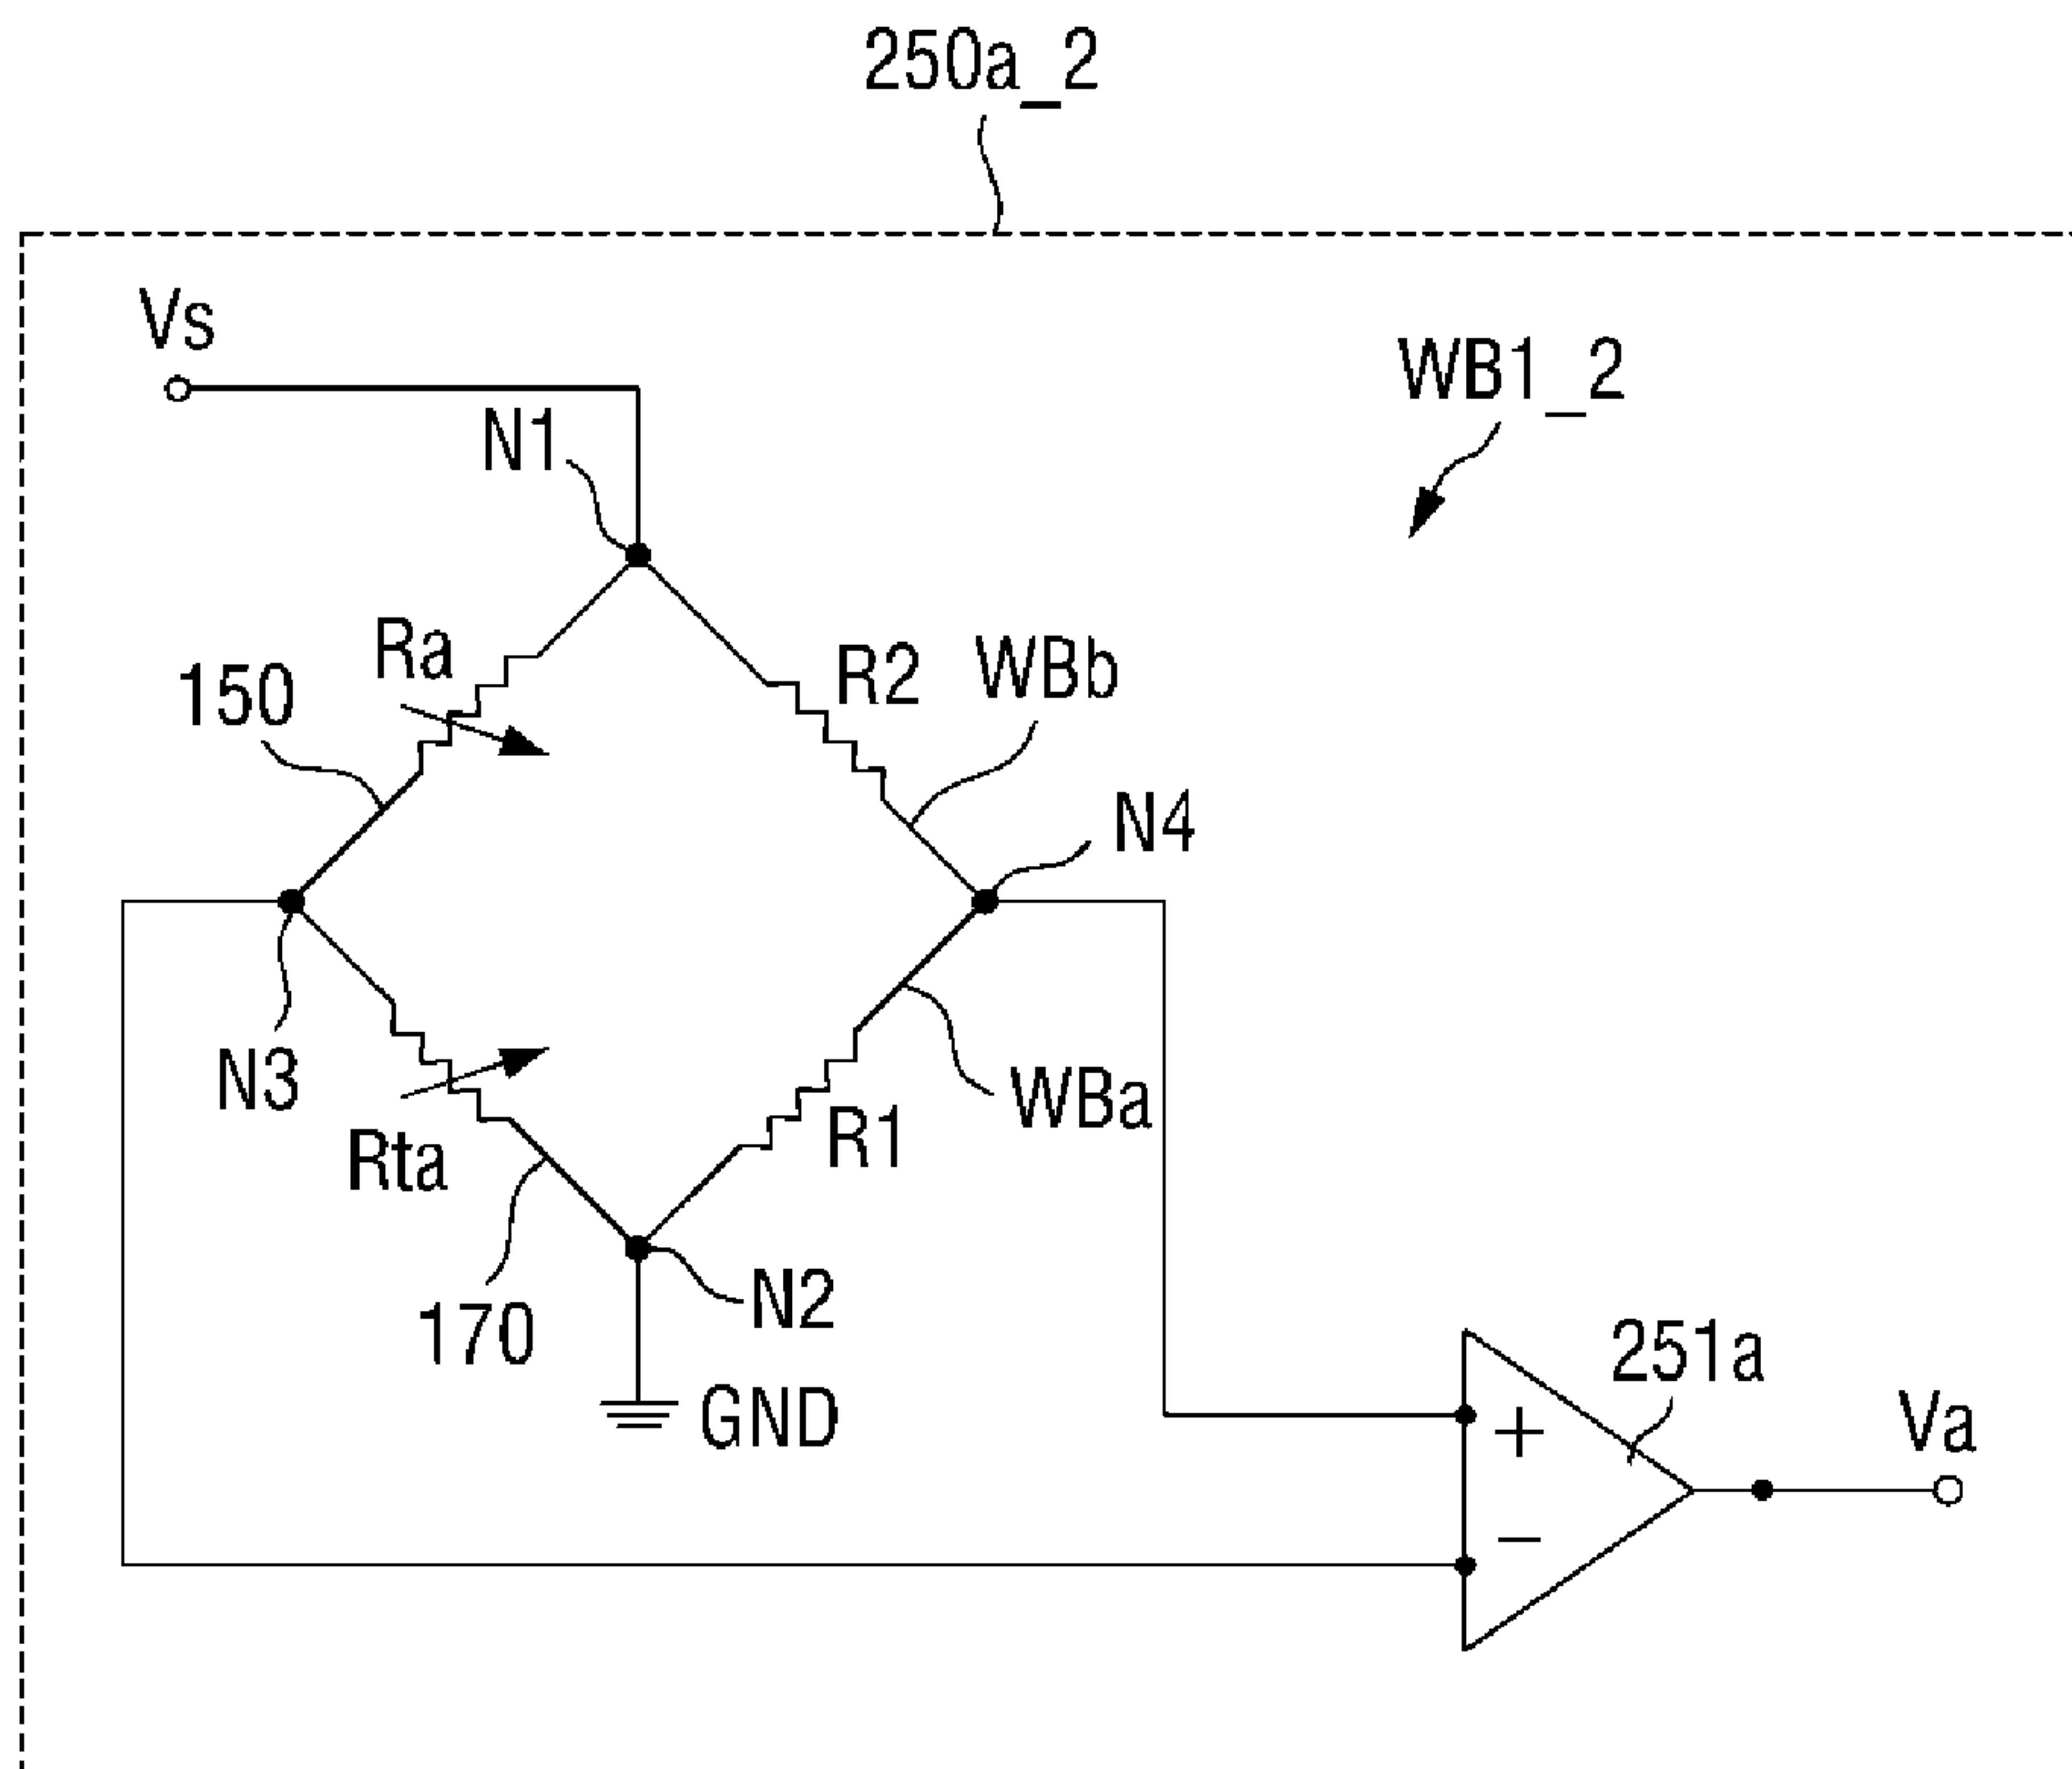 250a_2
Vs
WB1_2
N1
Ra
R2
WBb
150
N4
N3
WBa
R1
Rta
N2
170
251a
GND
Va
+
−